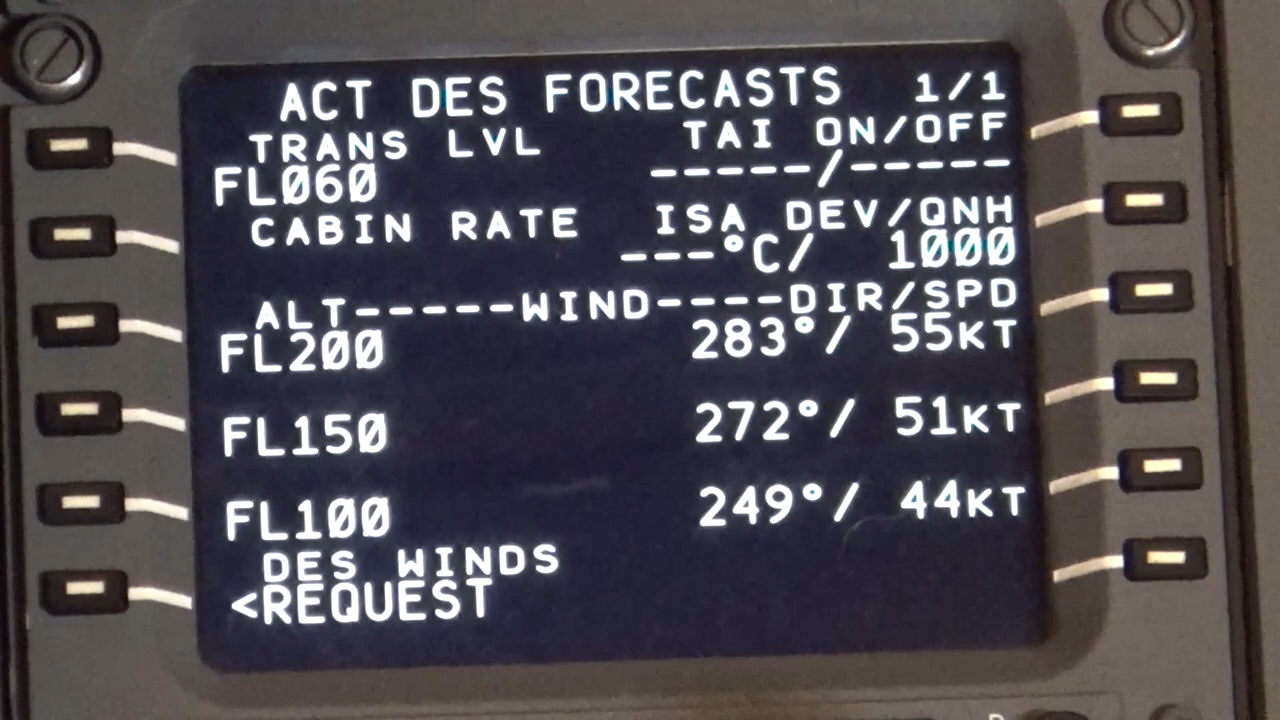 ACT DES FORECASTS 1/1
TRANS LVL TAI ON/OFF
FL060 -----/-----
CABIN RATE ISA DEV/QNH
---°C/ 1000
ALT-----WIND----DIR/SPD
FL200 283°/ 55KT
FL150 272°/ 51KT
FL100 249°/ 44KT
DES WINDS
<REQUEST